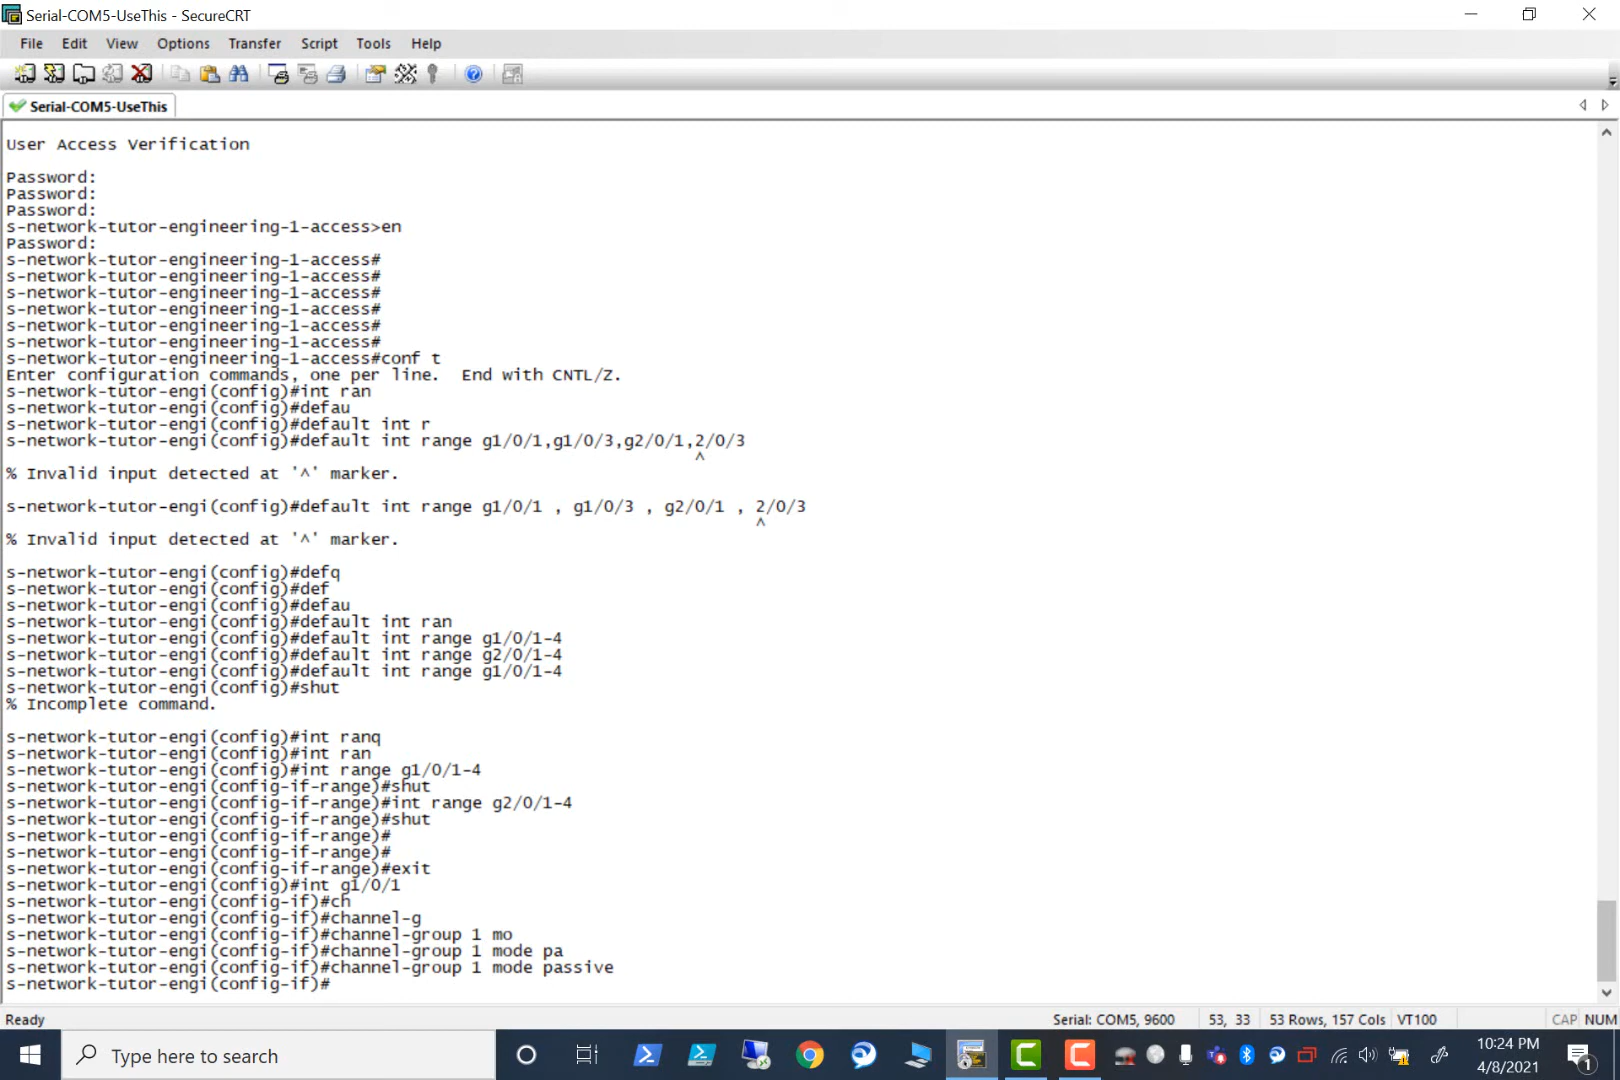 Serial-COM5-UseThis - SecureCRT
File Edit View Options Transfer Script Tools Help
Serial-COM5-UseThis
User Access Verification
Password:
Password:
Password:
s-network-tutor-engineering-1-access>en
Password:
s-network-tutor-engineering-1-access#
s-network-tutor-engineering-1-access#
s-network-tutor-engineering-1-access#
s-network-tutor-engineering-1-access#
s-network-tutor-engineering-1-access#
s-network-tutor-engineering-1-access#
s-network-tutor-engineering-1-access#conf t
Enter configuration commands, one per line.  End with CNTL/Z.
s-network-tutor-engi(config)#int ran
s-network-tutor-engi(config)#defau
s-network-tutor-engi(config)#default int r
s-network-tutor-engi(config)#default int range g1/0/1,g1/0/3,g2/0/1,2/0/3
^
% Invalid input detected at '^' marker.
s-network-tutor-engi(config)#default int range g1/0/1 , g1/0/3 , g2/0/1 , 2/0/3
^
% Invalid input detected at '^' marker.
s-network-tutor-engi(config)#defq
s-network-tutor-engi(config)#def
s-network-tutor-engi(config)#defau
s-network-tutor-engi(config)#default int ran
s-network-tutor-engi(config)#default int range g1/0/1-4
s-network-tutor-engi(config)#default int range g2/0/1-4
s-network-tutor-engi(config)#default int range g1/0/1-4
s-network-tutor-engi(config)#shut
% Incomplete command.
s-network-tutor-engi(config)#int ranq
s-network-tutor-engi(config)#int ran
s-network-tutor-engi(config)#int range g1/0/1-4
s-network-tutor-engi(config-if-range)#shut
s-network-tutor-engi(config-if-range)#int range g2/0/1-4
s-network-tutor-engi(config-if-range)#shut
s-network-tutor-engi(config-if-range)#
s-network-tutor-engi(config-if-range)#
s-network-tutor-engi(config-if-range)#exit
s-network-tutor-engi(config)#int g1/0/1
s-network-tutor-engi(config-if)#ch
s-network-tutor-engi(config-if)#channel-g
s-network-tutor-engi(config-if)#channel-group 1 mo
s-network-tutor-engi(config-if)#channel-group 1 mode pa
s-network-tutor-engi(config-if)#channel-group 1 mode passive
s-network-tutor-engi(config-if)#
Ready Serial: COM5, 9600 53, 33 53 Rows, 157 Cols VT100 CAP NUM
Type here to search
10:24 PM
4/8/2021
1